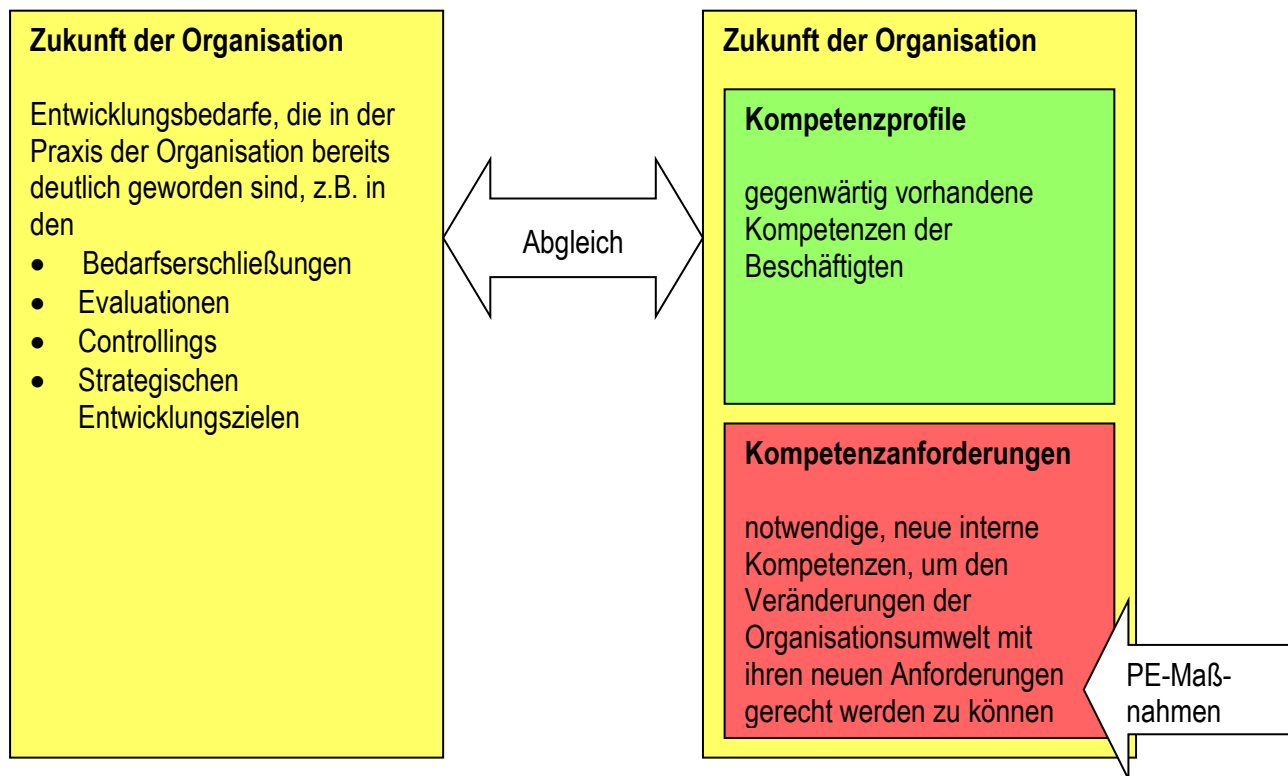 Zukunft der Organisation
Entwicklungsbedarfe, die in der
Praxis der Organisation bereits
deutlich geworden sind, z.B. in
den
• Bedarfserschließungen
• Evaluationen
• Controllings
• Strategischen
Entwicklungszielen
Abgleich
Zukunft der Organisation
Kompetenzprofile
gegenwärtig vorhandene
Kompetenzen der
Beschäftigten
Kompetenzanforderungen
notwendige, neue interne
Kompetenzen, um den
Veränderungen der
Organisationsumwelt mit
ihren neuen Anforderungen
gerecht werden zu können
PE-Maß-
nahmen